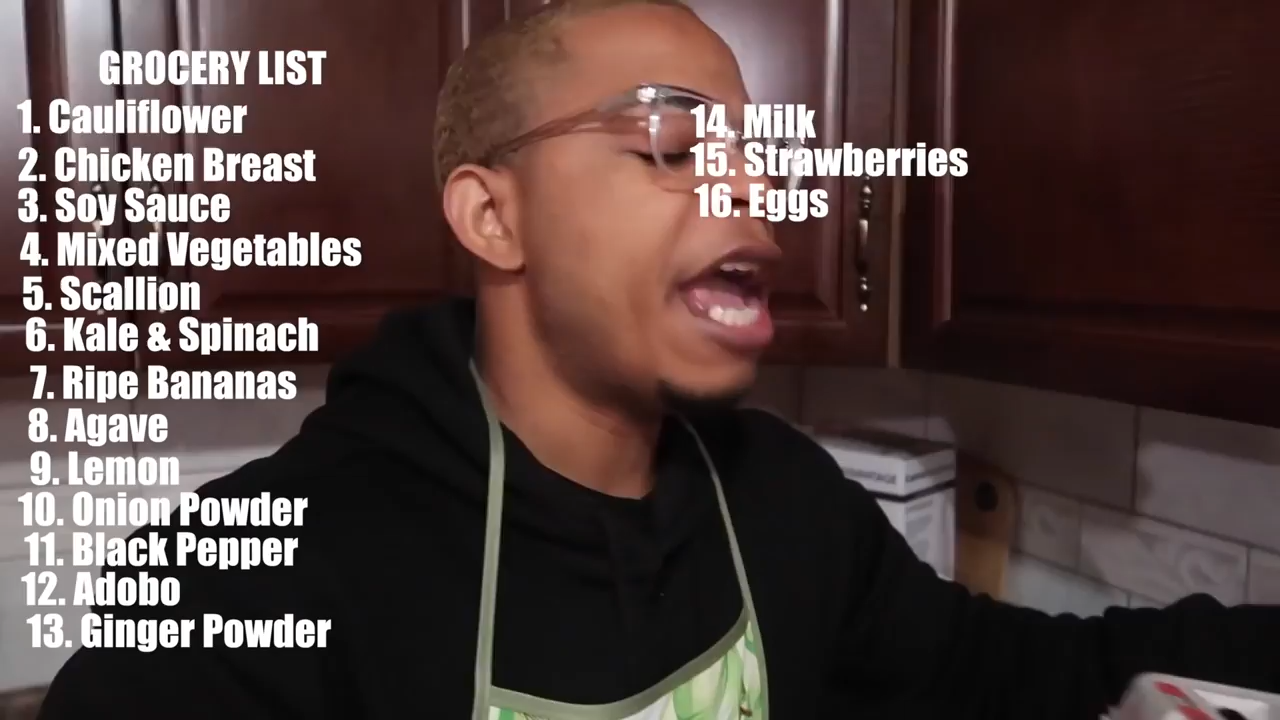 GROCERY LIST
1. Cauliflower
2. Chicken Breast
3. Soy Sauce
4. Mixed Vegetables
5. Scallion
6. Kale & Spinach
7. Ripe Bananas
8. Agave
9. Lemon
10. Onion Powder
11. Black Pepper
12. Adobo
13. Ginger Powder
14. Milk
15. Strawberries
16. Eggs